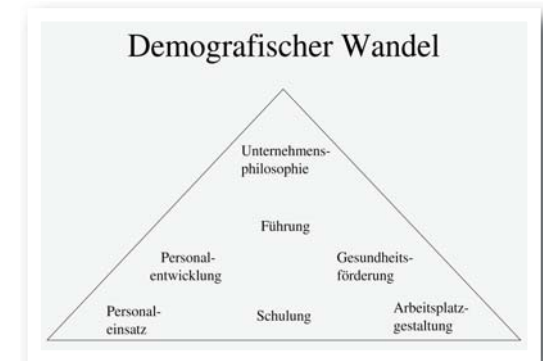 Demografischer Wandel
Unternehmens-
philosophie
Führung
Personal-
entwicklung
Gesundheits-
förderung
Personal-
einsatz
Schulung
Arbeitsplatz-
gestaltung